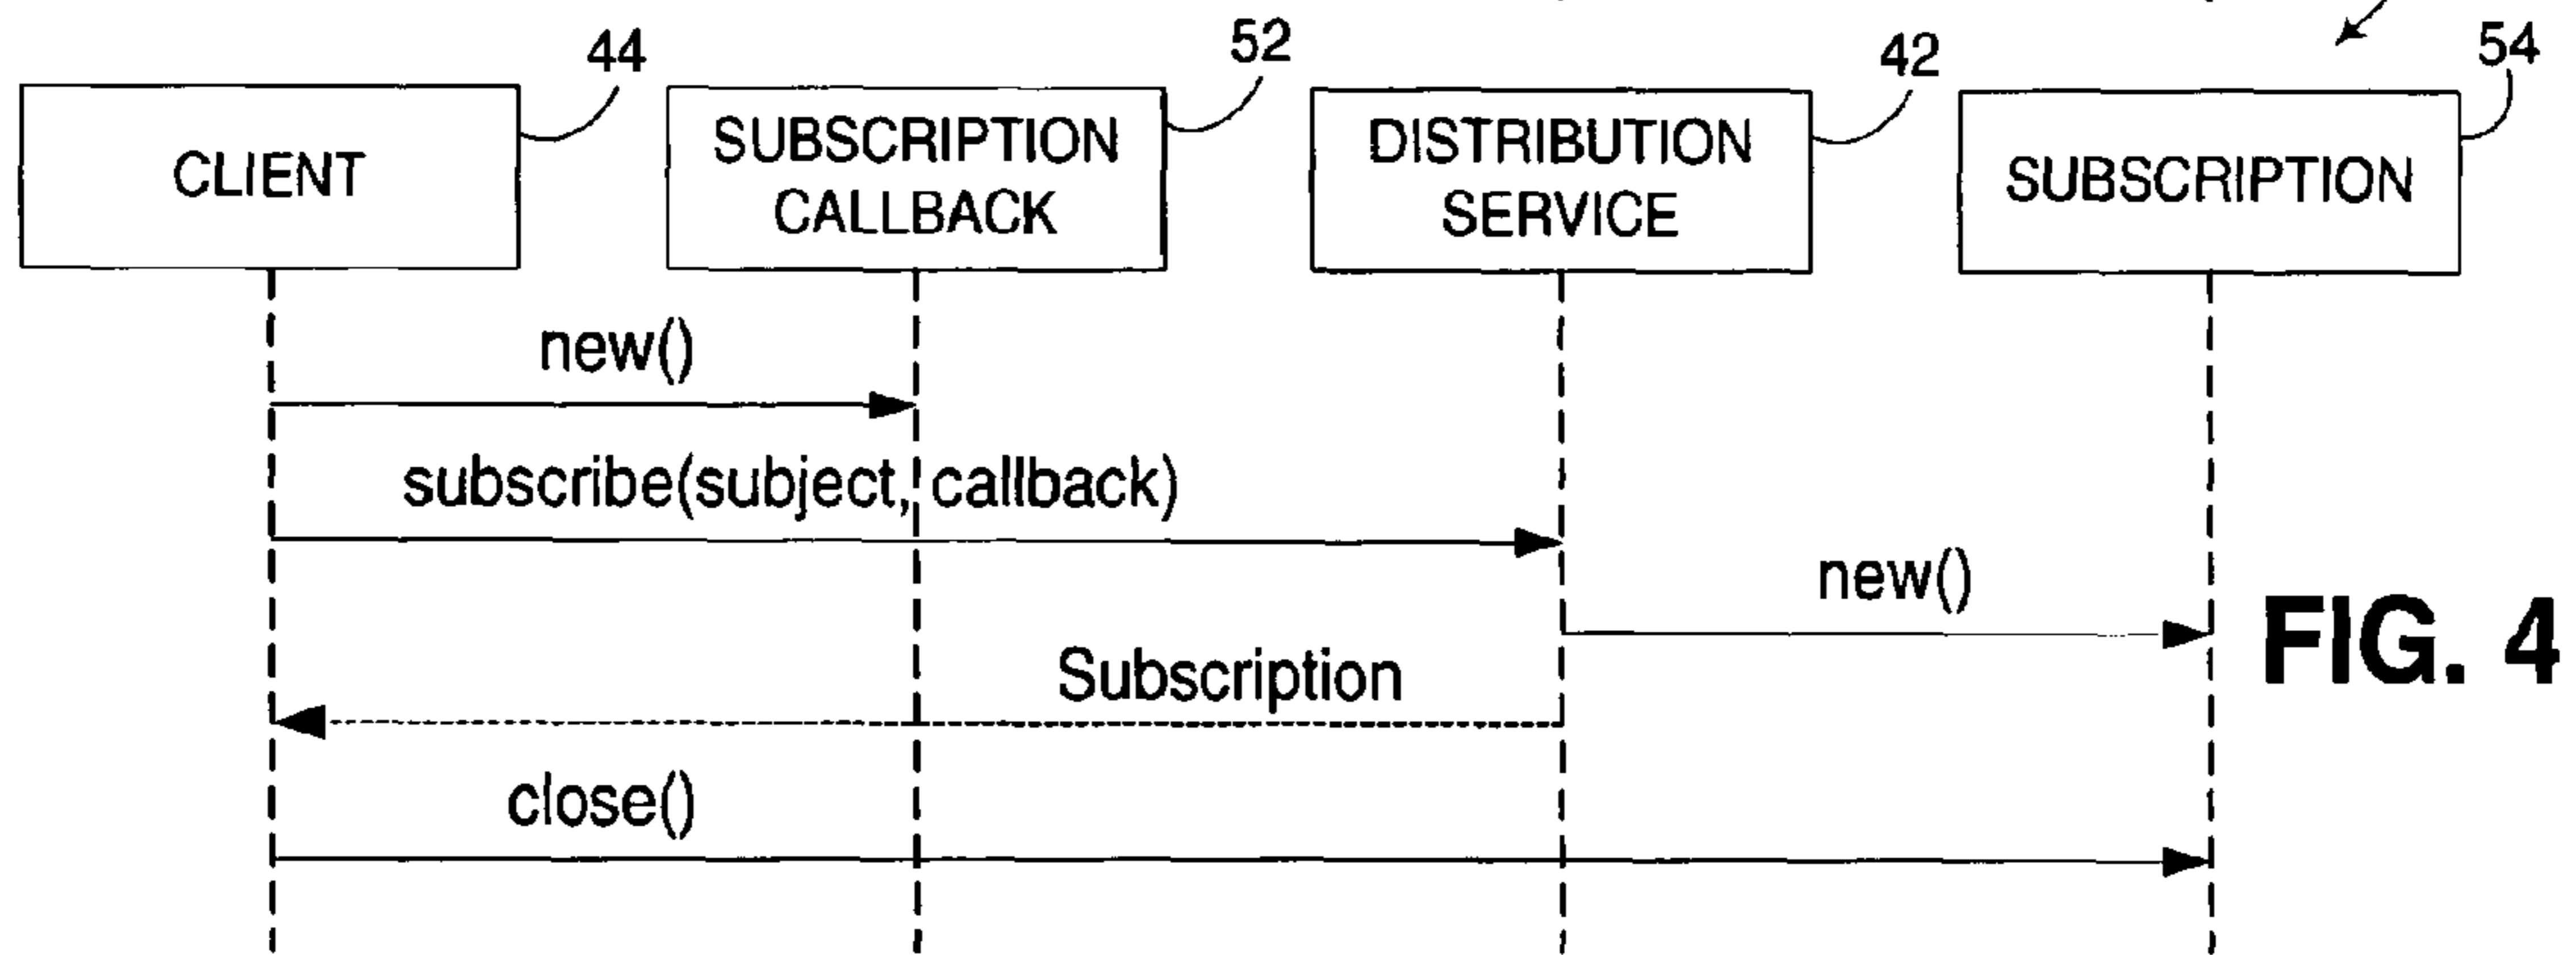 44
52
42
54
CLIENT
SUBSCRIPTION
CALLBACK
DISTRIBUTION
SERVICE
SUBSCRIPTION
new()
subscribe(subject, callback)
new()
Subscription
close()
FIG. 4